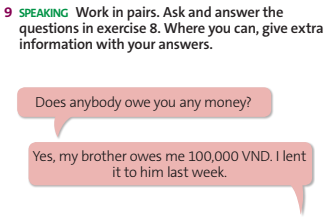 9 SPEAKING Work in pairs. Ask and answer the
questions in exercise 8. Where you can, give extra
information with your answers.
Does anybody owe you any money?
Yes, my brother owes me 100,000 VND. I lent
it to him last week.